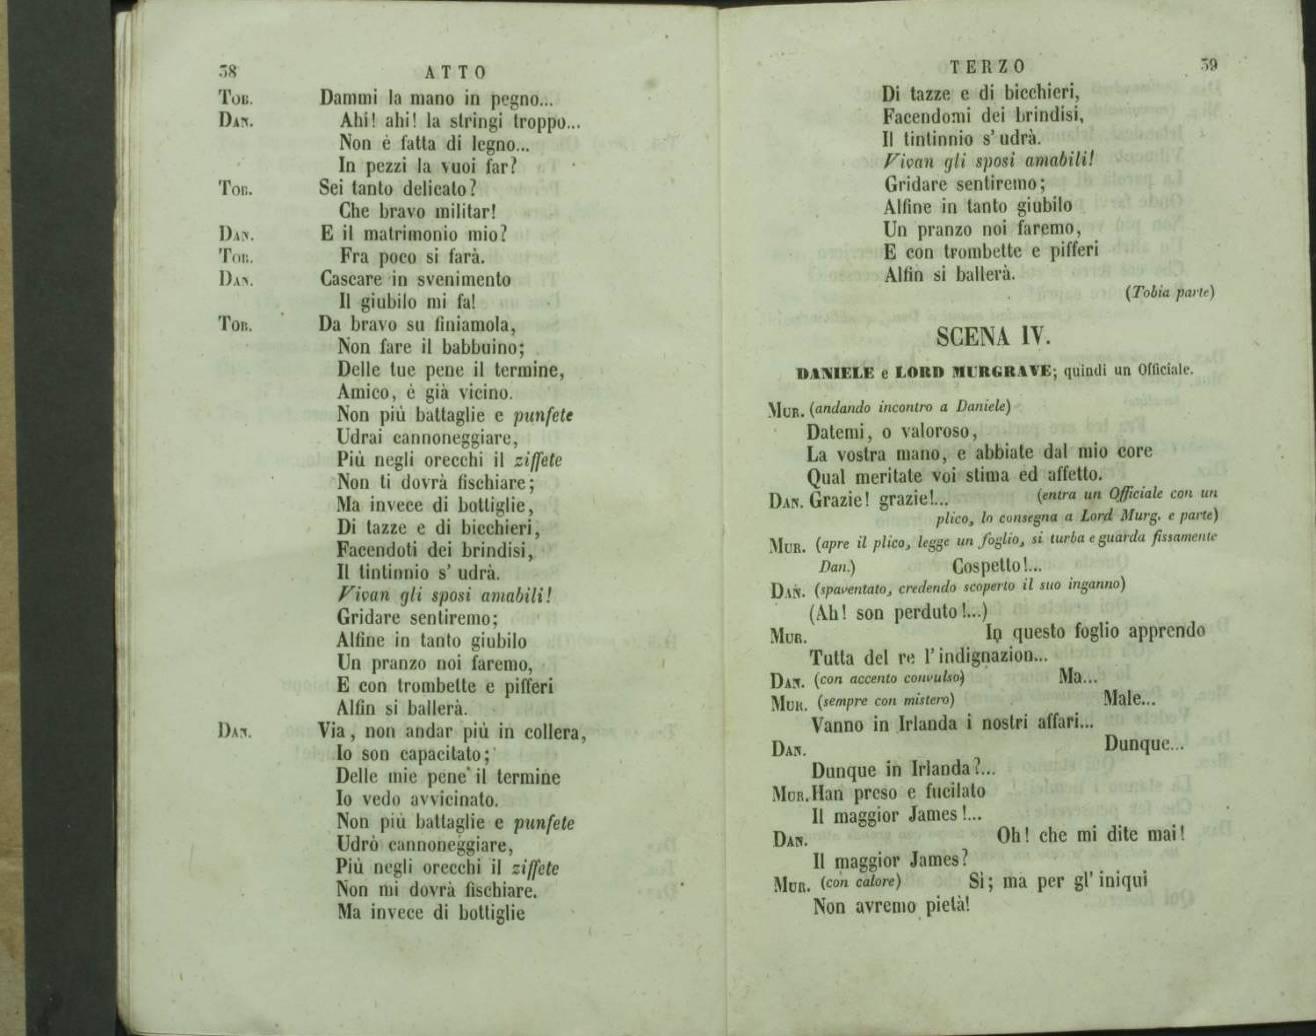 38 ATTO
Tob. Dammi la mano in pegno...
Dan. Ahi! ahi! la stringi troppo...
Non è fatta di legno...
In pezzi la vuoi far?
Tob. Sei tanto delicato?
Che bravo militar!
Dan. E il matrimonio mio?
Tob. Fra poco si farà.
Dan. Cascare in svenimento
Il giubilo mi fa!
Tob. Da bravo su finiamola,
Non fare il babbuino;
Delle tue pene il termine,
Amico, è già vicino.
Non più battaglie e punfete
Udrai cannoneggiare,
Più negli orecchi il ziffete
Non ti dovrà fischiare;
Ma invece di bottiglie,
Di tazze e di bicchieri,
Facendoti dei brindisi,
Il tintinnio s' udrà.
Vivan gli sposi amabili!
Gridare sentiremo;
Alfine in tanto giubilo
Un pranzo noi faremo,
E con trombette e pifferi
Alfin si ballerà.
Dan. Via, non andar più in collera,
Io son capacitato;
Delle mie pene il termine
Io vedo avvicinato.
Non più battaglie e punfete
Udrò cannoneggiare,
Più negli orecchi il ziffete
Non mi dovrà fischiare.
Ma invece di bottiglie
TERZO 39
Di tazze e di bicchieri,
Facendomi dei brindisi,
Il tintinnio s' udrà.
Vivan gli sposi amabili!
Gridare sentiremo;
Alfine in tanto giubilo
Un pranzo noi faremo,
E con trombette e pifferi
Alfin si ballerà.
(Tobia parte)
SCENA IV.
DANIELE e LORD MURGRAVE; quindi un Officiale.
Mur. (andando incontro a Daniele)
Datemi, o valoroso,
La vostra mano, e abbiate dal mio core
Qual meritate voi stima ed affetto.
Dan. Grazie! grazie!... (entra un Officiale con un
plico, lo consegna a Lord Murg. e parte)
Mur. (apre il plico, legge un foglio, si turba e guarda fissamente
Dan.) Cospetto!...
Dan. (spaventato, credendo scoperto il suo inganno)
(Ah! son perduto!...)
Mur. In questo foglio apprendo
Tutta del re l' indignazion...
Dan. (con accento convulso) Ma...
Mur. (sempre con mistero) Male...
Vanno in Irlanda i nostri affari...
Dan. Dunque...
Dunque in Irlanda?...
Mur. Han preso e fucilato
Il maggior James!...
Dan. Oh! che mi dite mai!
Il maggior James?
Mur. (con calore) Sì; ma per gl' iniqui
Non avremo pietà!